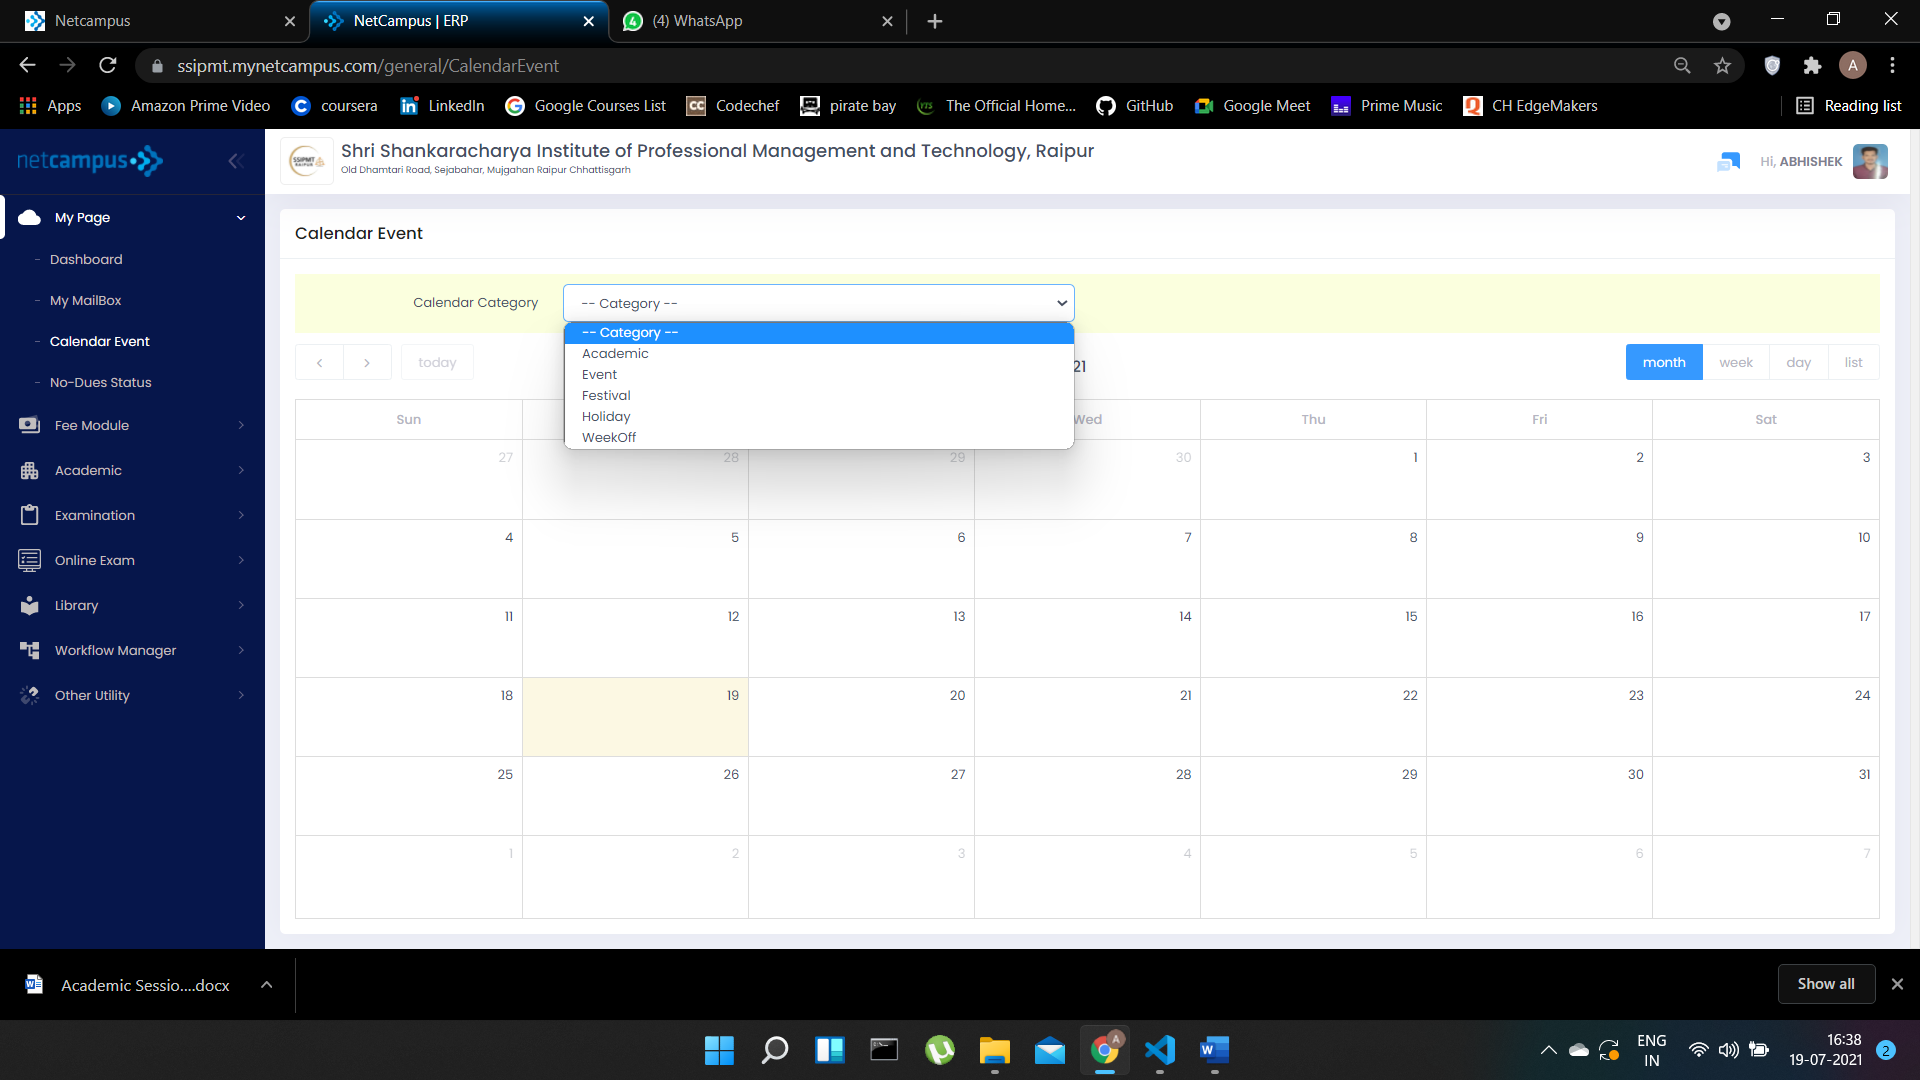 Netcampus
NetCampus | ERP
(4) WhatsApp
ssipmt.mynetcampus.com/general/CalendarEvent
A
Apps
Amazon Prime Video
coursera
LinkedIn
Google Courses List
Codechef
pirate bay
The Official Home...
GitHub
Google Meet
Prime Music
CH EdgeMakers
Reading list
netcampus
SSIPMT
RAIPUR
Shri Shankaracharya Institute of Professional Management and Technology, Raipur
Old Dhamtari Road, Sejabahar, Mujgahan Raipur Chhattisgarh
Hi, ABHISHEK
My Page
- Dashboard
- My MailBox
- Calendar Event
- No-Dues Status
Fee Module
Academic
Examination
Online Exam
Library
Workflow Manager
Other Utility
Calendar Event
Calendar Category
-- Category --
-- Category --
Academic
Event
Festival
Holiday
WeekOff
today
21
month
week
day
list
Sun Wed Thu Fri Sat
27 28 29 30 1 2 3
4 5 6 7 8 9 10
11 12 13 14 15 16 17
18 19 20 21 22 23 24
25 26 27 28 29 30 31
1 2 3 4 5 6 7
Academic Sessio....docx
Show all
A
ENG
IN
16:38
19-07-2021
2